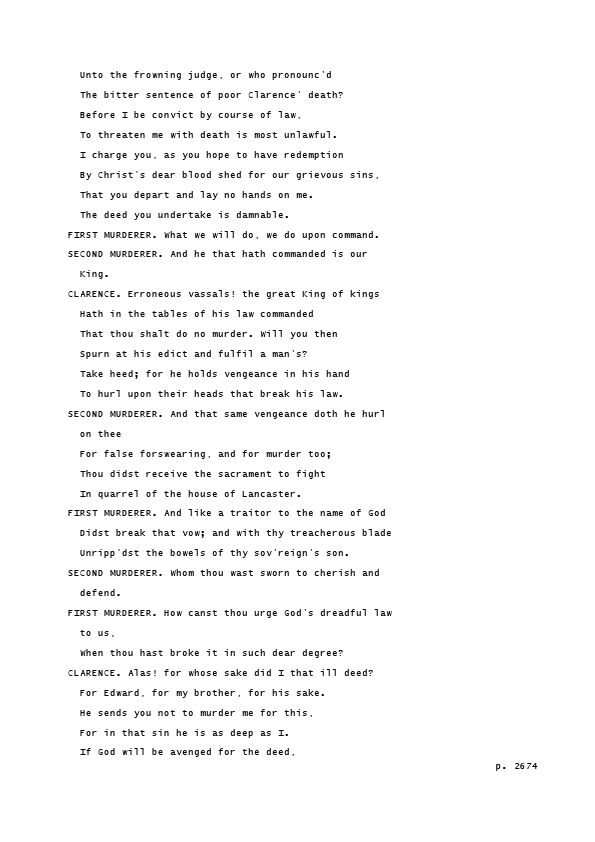 Unto the frowning judge, or who pronounc'd
The bitter sentence of poor Clarence' death?
Before I be convict by course of law,
To threaten me with death is most unlawful.
I charge you, as you hope to have redemption
By Christ's dear blood shed for our grievous sins,
That you depart and lay no hands on me.
The deed you undertake is damnable.
FIRST MURDERER. What we will do, we do upon command.
SECOND MURDERER. And he that hath commanded is our
King.
CLARENCE. Erroneous vassals! the great King of kings
Hath in the tables of his law commanded
That thou shalt do no murder. Will you then
Spurn at his edict and fulfil a man's?
Take heed; for he holds vengeance in his hand
To hurl upon their heads that break his law.
SECOND MURDERER. And that same vengeance doth he hurl
on thee
For false forswearing, and for murder too;
Thou didst receive the sacrament to fight
In quarrel of the house of Lancaster.
FIRST MURDERER. And like a traitor to the name of God
Didst break that vow; and with thy treacherous blade
Unripp'dst the bowels of thy sov'reign's son.
SECOND MURDERER. Whom thou wast sworn to cherish and
defend.
FIRST MURDERER. How canst thou urge God's dreadful law
to us,
When thou hast broke it in such dear degree?
CLARENCE. Alas! for whose sake did I that ill deed?
For Edward, for my brother, for his sake.
He sends you not to murder me for this,
For in that sin he is as deep as I.
If God will be avenged for the deed,
p. 2674